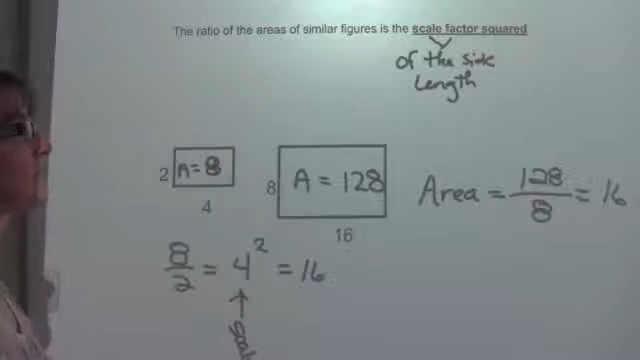 The ratio of the areas of similar figures is the scale factor squared
of the side
Length
2
A = 8
4
8
A = 128
16
Area = 128/8 = 16
8/2 = 4² = 16